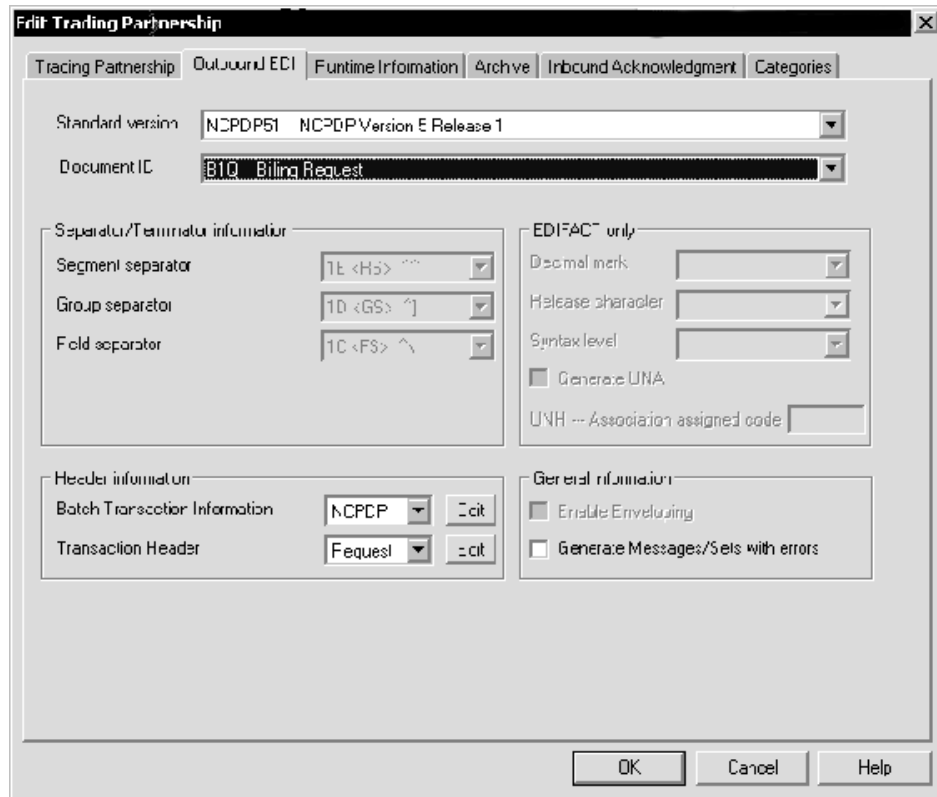 Edit Trading Partnership
Trading Partnership Outbound EDI Runtime Information Archive Inbound Acknowledgment Categories
Standard version NCPDP51 NCPDP Version 5 Release 1
Document ID B1Q Billing Request
Separator/Terminator information
Segment separator 1E <RS> ^^
Group separator 1D <GS> ^]
Field separator 1C <FS> ^\
EDIFACT only
Decimal mark
Release character
Syntax level
Generate UNA
UNH --- Association assigned code
Header information
Batch Transaction Information NCPDP Edit
Transaction Header Request Edit
General information
Enable Enveloping
Generate Messages/Sets with errors
OK Cancel Help